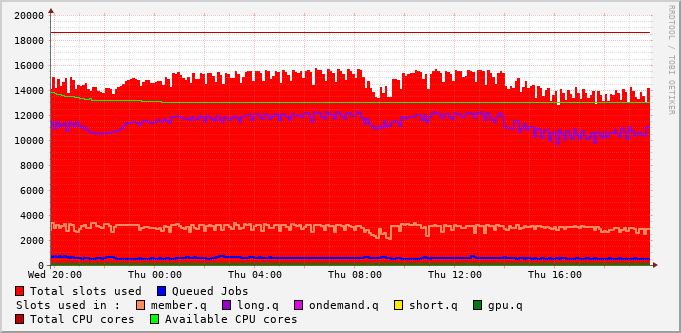 20000
18000
16000
14000
12000
10000
8000
6000
4000
2000
0
Wed 20:00 Thu 00:00 Thu 04:00 Thu 08:00 Thu 12:00 Thu 16:00
Total slots used Queued Jobs
Slots used in : member.q long.q ondemand.q short.q gpu.q
Total CPU cores Available CPU cores
RRDTOOL / TOBI OETIKER